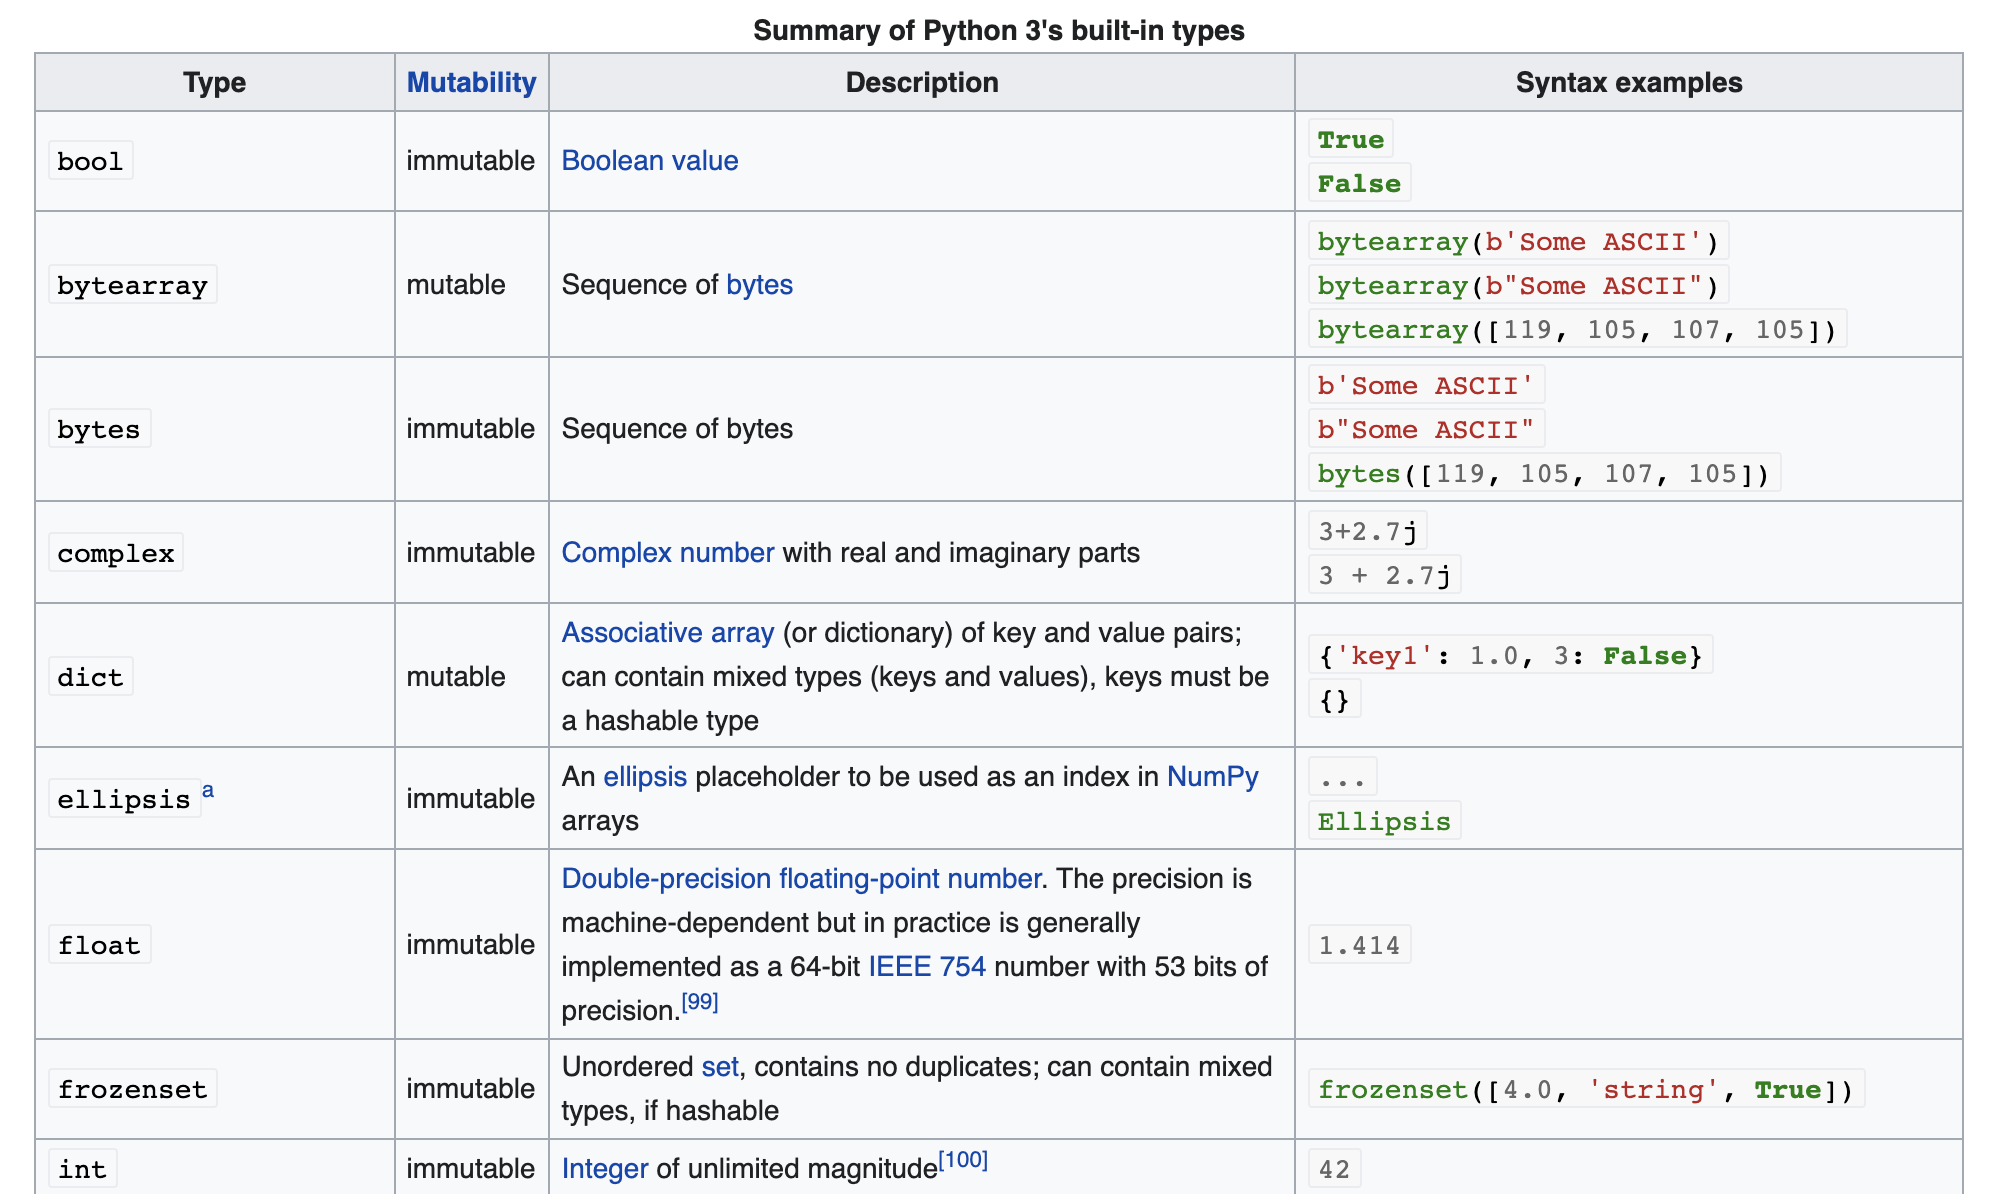 Summary of Python 3's built-in types
Type Mutability Description Syntax examples
bool immutable Boolean value True
False
bytearray mutable Sequence of bytes bytearray(b'Some ASCII')
bytearray(b"Some ASCII")
bytearray([119, 105, 107, 105])
bytes immutable Sequence of bytes b'Some ASCII'
b"Some ASCII"
bytes([119, 105, 107, 105])
complex immutable Complex number with real and imaginary parts 3+2.7j
3 + 2.7j
dict mutable Associative array (or dictionary) of key and value pairs;
can contain mixed types (keys and values), keys must be
a hashable type
{'key1': 1.0, 3: False}
{}
ellipsis a immutable An ellipsis placeholder to be used as an index in NumPy
arrays
...
Ellipsis
float immutable Double-precision floating-point number. The precision is
machine-dependent but in practice is generally
implemented as a 64-bit IEEE 754 number with 53 bits of
precision.[99]
1.414
frozenset immutable Unordered set, contains no duplicates; can contain mixed
types, if hashable
frozenset([4.0, 'string', True])
int immutable Integer of unlimited magnitude[100] 42